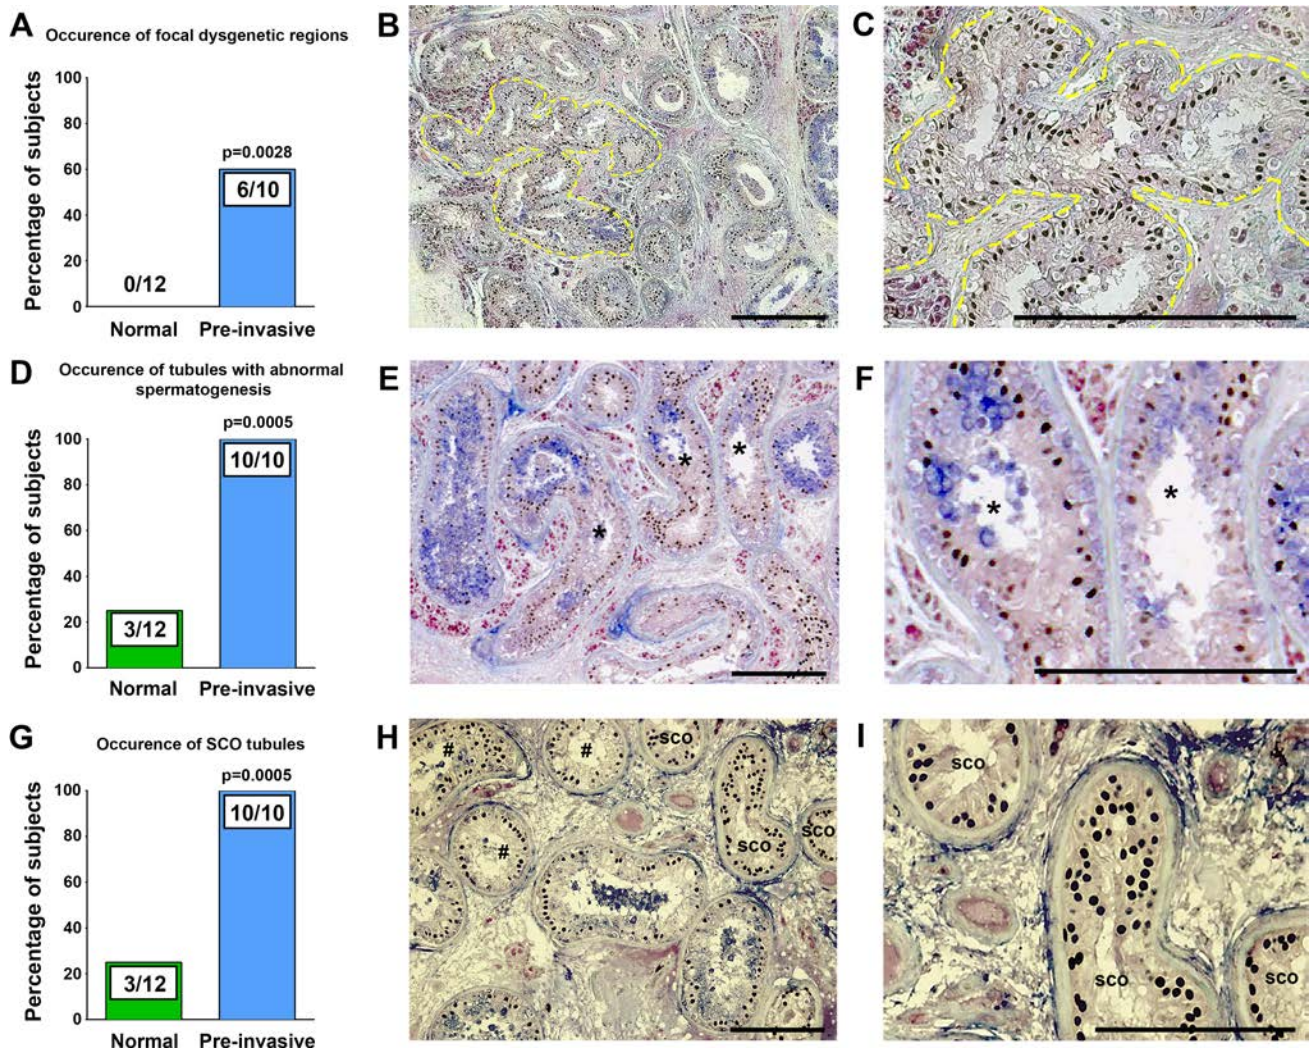 A Occurence of focal dysgenetic regions
Percentage of subjects
100
80
60
40
20
0
p=0.0028
0/12
6/10
Normal Pre-invasive
B
C
D Occurence of tubules with abnormal
spermatogenesis
Percentage of subjects
100
80
60
40
20
0
p=0.0005
3/12
10/10
Normal Pre-invasive
E
*
*
*
F
*
*
G Occurence of SCO tubules
Percentage of subjects
100
80
60
40
20
0
p=0.0005
3/12
10/10
Normal Pre-invasive
H
#
#
SCO
#
SCO
SCO
I
SCO
SCO
SCO